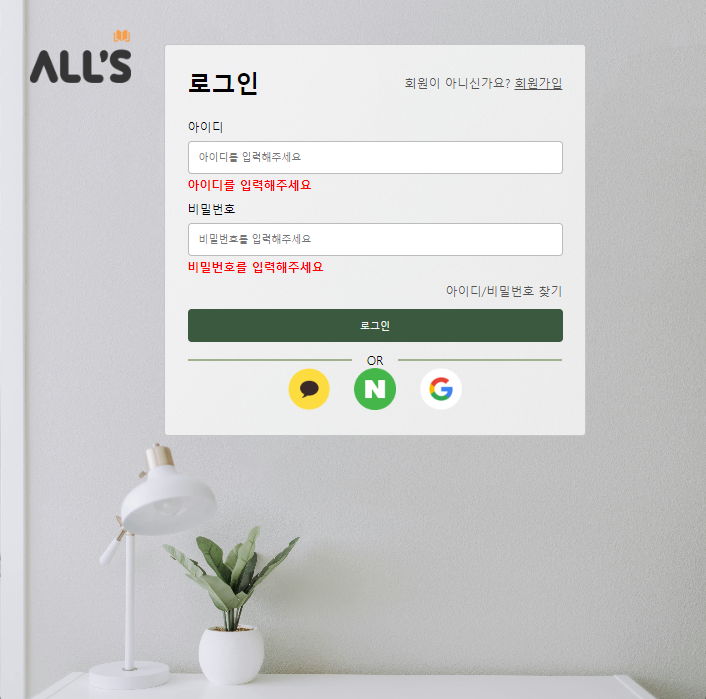 ALL'S
로그인
회원이 아니신가요? 회원가입
아이디
아이디를 입력해주세요
아이디를 입력해주세요
비밀번호
비밀번호를 입력해주세요
비밀번호를 입력해주세요
아이디/비밀번호 찾기
로그인
OR
N
G